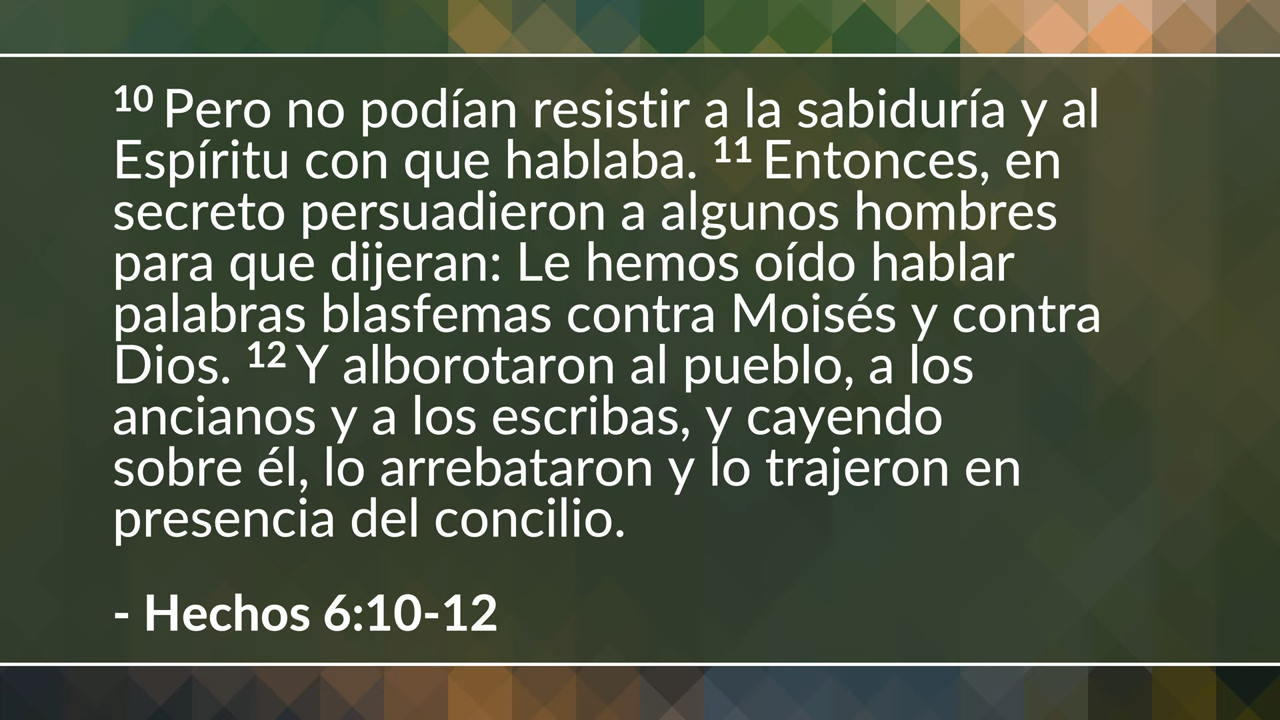 10 Pero no podían resistir a la sabiduría y al
Espíritu con que hablaba. 11 Entonces, en
secreto persuadieron a algunos hombres
para que dijeran: Le hemos oído hablar
palabras blasfemas contra Moisés y contra
Dios. 12 Y alborotaron al pueblo, a los
ancianos y a los escribas, y cayendo
sobre él, lo arrebataron y lo trajeron en
presencia del concilio.
- Hechos 6:10-12